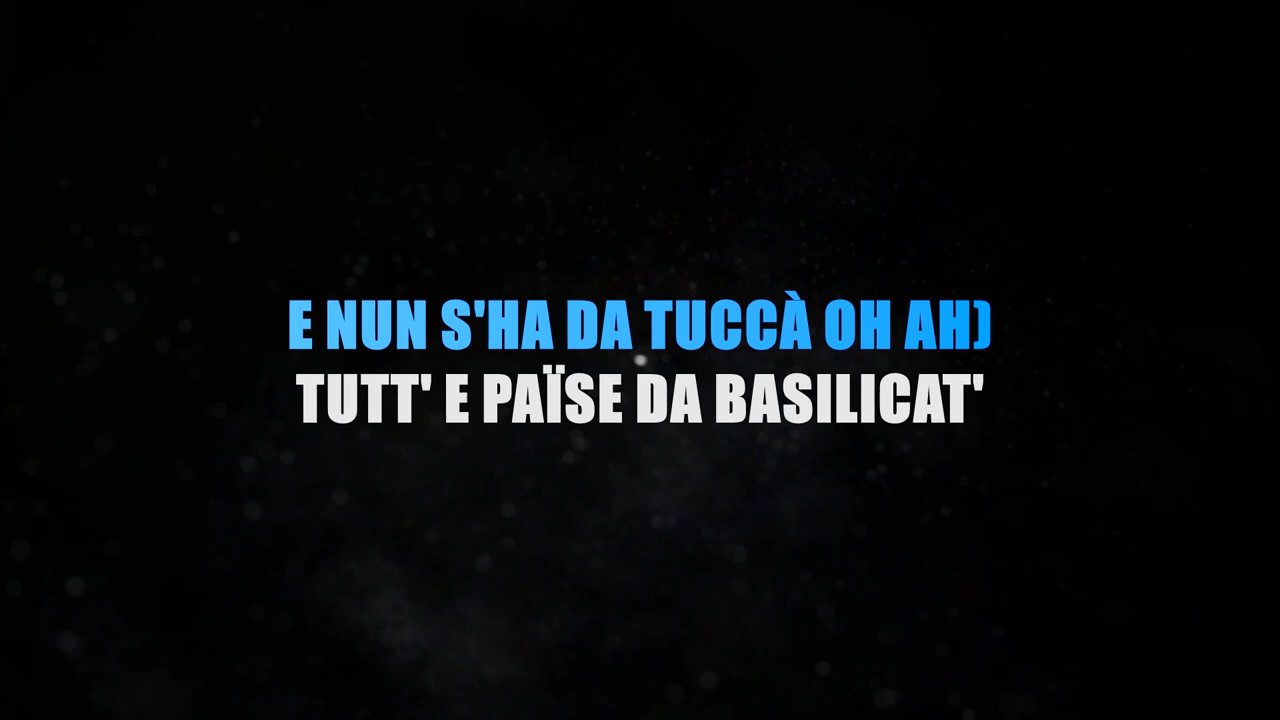 E NUN S'HA DA TUCCÀ OH AH)
TUTT' E PAÏSE DA BASILICAT'